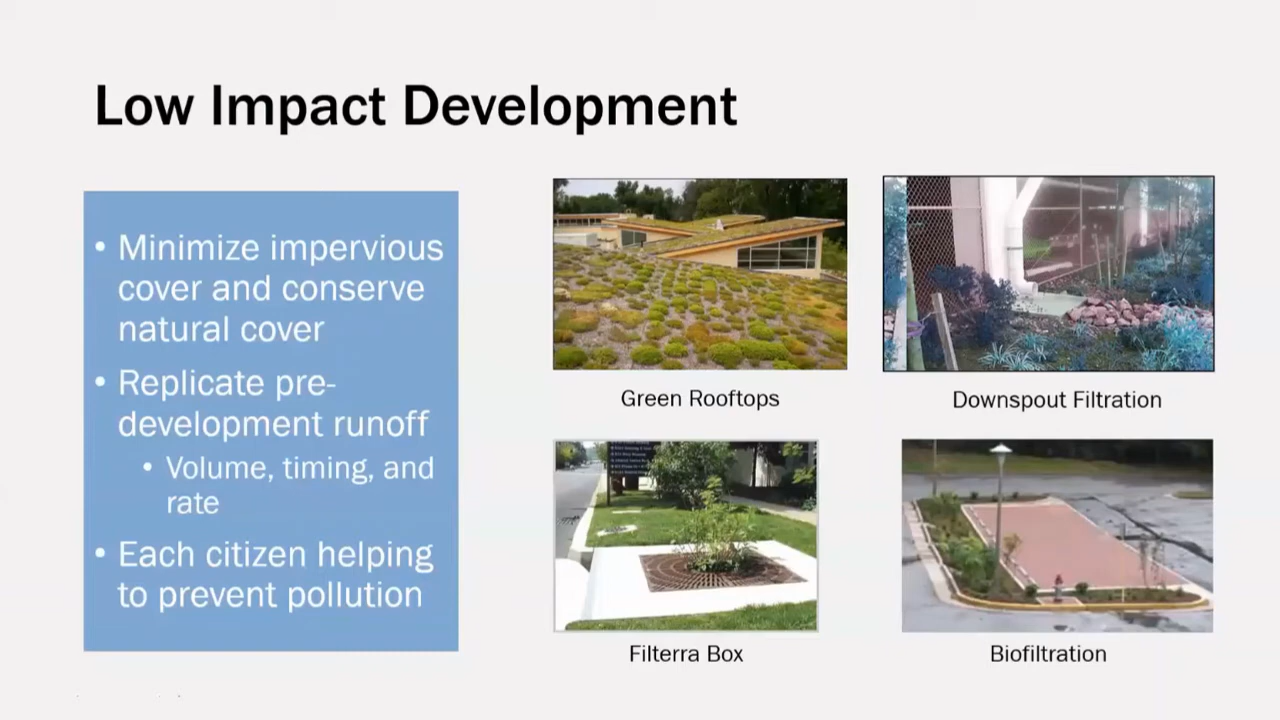 Low Impact Development
• Minimize impervious
cover and conserve
natural cover
• Replicate pre-
development runoff
• Volume, timing, and
rate
• Each citizen helping
to prevent pollution
Green Rooftops
Downspout Filtration
Filterra Box
Biofiltration